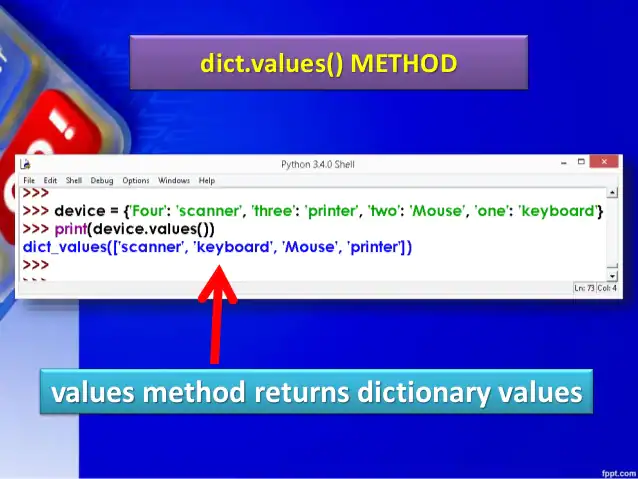 dict.values() METHOD
Python 3.4.0 Shell
File Edit Shell Debug Options Windows Help
>>>
>>> device = {'Four': 'scanner', 'three': 'printer', 'two': 'Mouse', 'one': 'keyboard'}
>>> print(device.values())
dict_values(['scanner', 'keyboard', 'Mouse', 'printer'])
>>>
Ln: 73 Col: 4
values method returns dictionary values
fppt.com